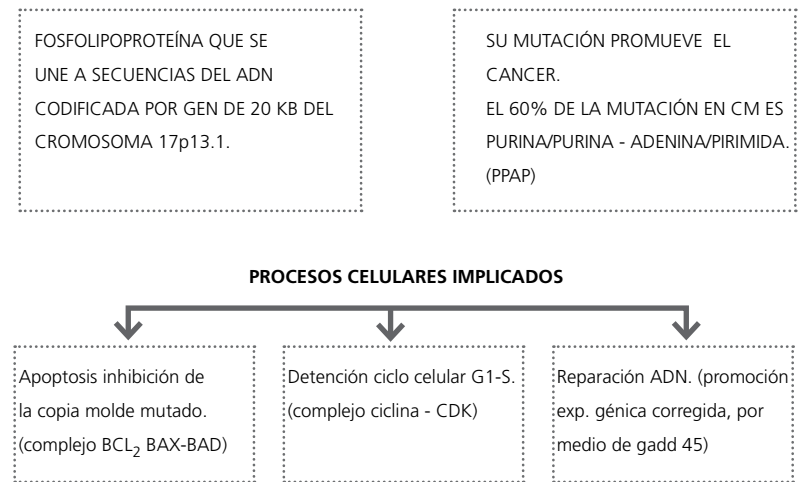 FOSFOLIPOPROTEÍNA QUE SE
UNE A SECUENCIAS DEL ADN
CODIFICADA POR GEN DE 20 KB DEL
CROMOSOMA 17p13.1.
SU MUTACIÓN PROMUEVE EL
CANCER.
EL 60% DE LA MUTACIÓN EN CM ES
PURINA/PURINA - ADENINA/PIRIMIDA.
(PPAP)
PROCESOS CELULARES IMPLICADOS
Apoptosis inhibición de
la copia molde mutado.
(complejo BCL2 BAX-BAD)
Detención ciclo celular G1-S.
(complejo ciclina - CDK)
Reparación ADN. (promoción
exp. génica corregida, por
medio de gadd 45)